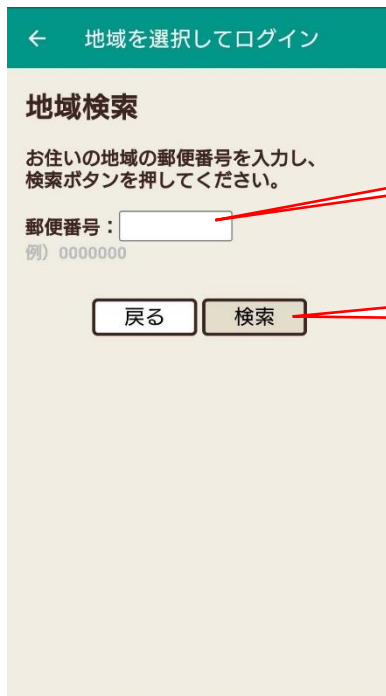 ← 地域を選択してログイン
地域検索
お住いの地域の郵便番号を入力し、
検索ボタンを押してください。
郵便番号：
例）0000000
戻る 検索